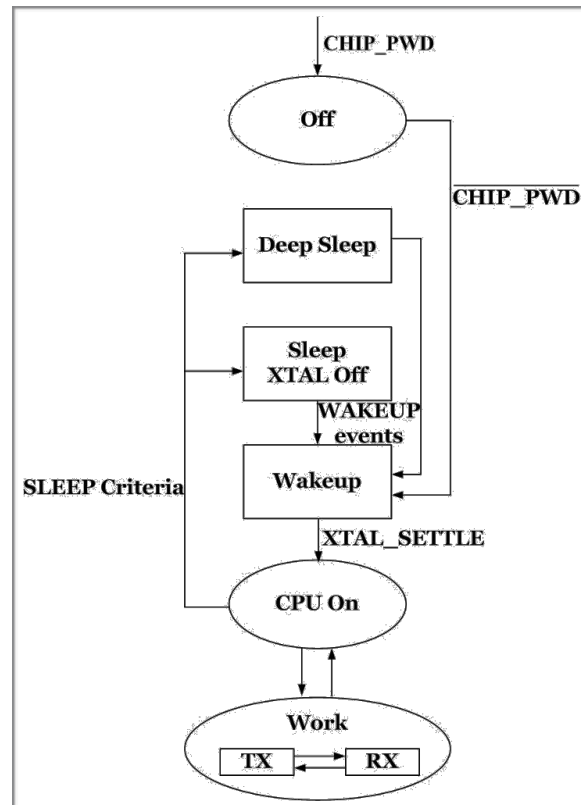 CHIP_PWD
Off
CHIP_PWD
Deep Sleep
Sleep
XTAL Off
WAKEUP
events
Wakeup
SLEEP Criteria
XTAL_SETTLE
CPU On
Work
TX
RX